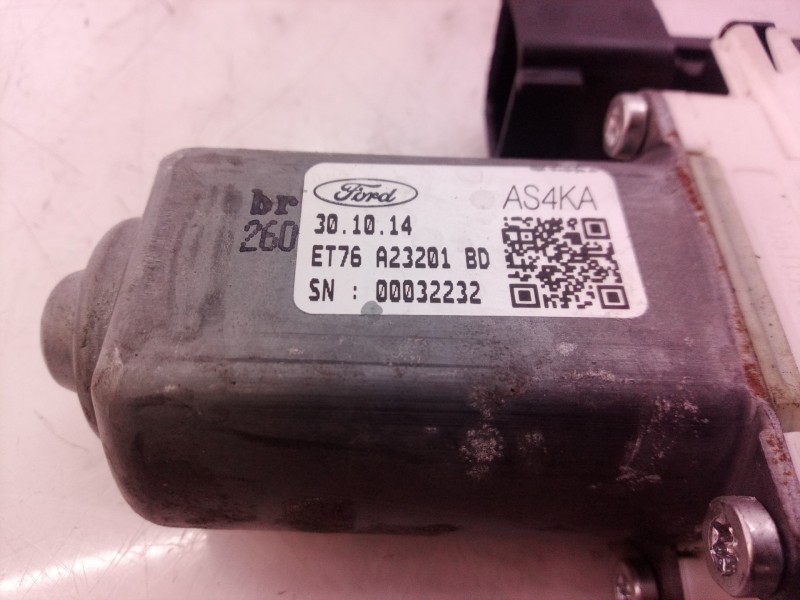 Ford
AS4KA
30.10.14
ET76 A23201 BD
SN : 00032232
br
260